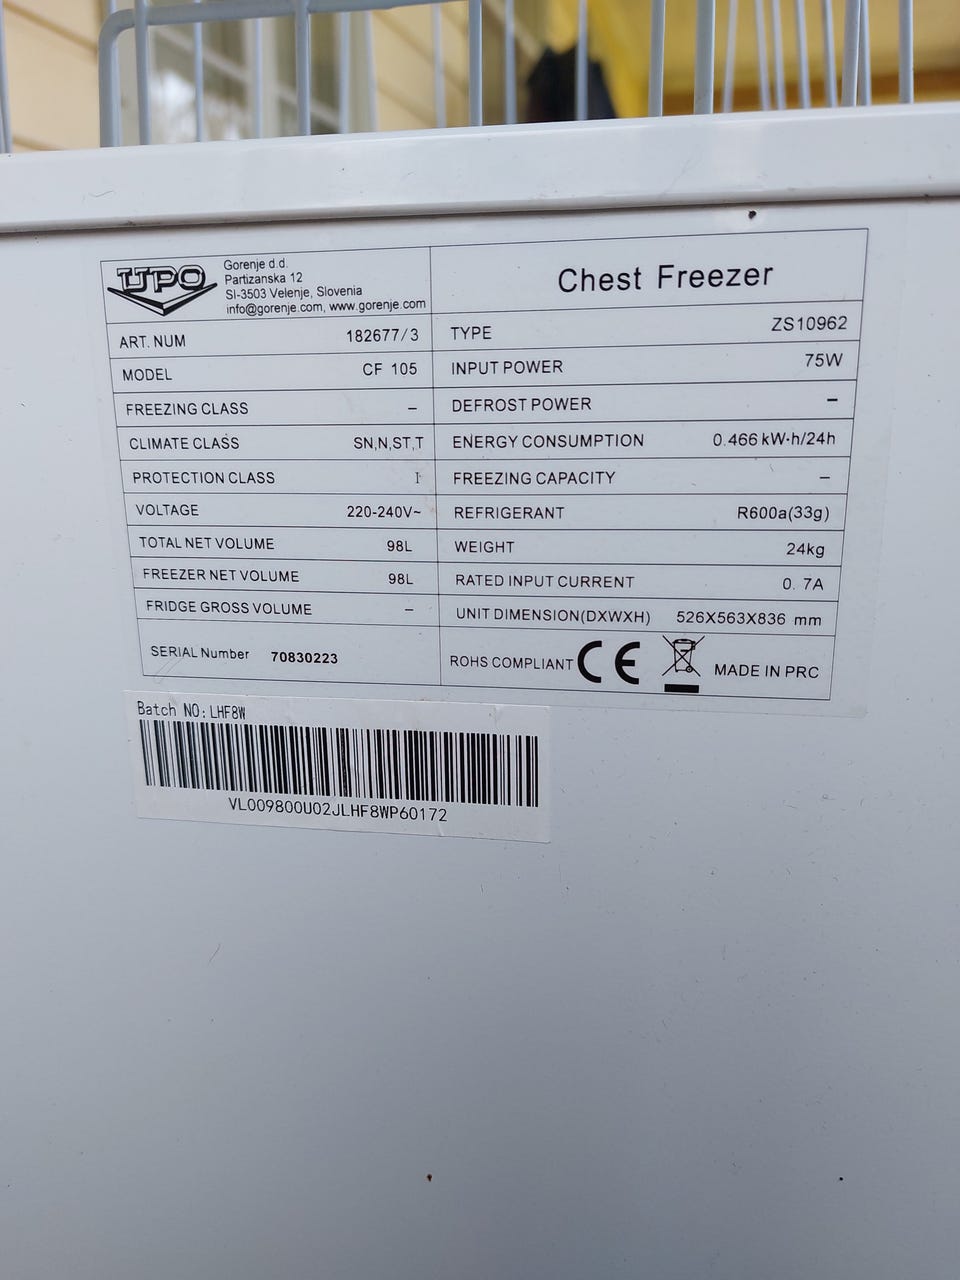 UPO
Gorenje d.d.
Partizanska 12
SI-3503 Velenje, Slovenia
info@gorenje.com, www.gorenje.com
Chest Freezer
ART. NUM 182677/3
TYPE ZS10962
MODEL CF 105
INPUT POWER 75W
FREEZING CLASS –
DEFROST POWER –
CLIMATE CLASS SN,N,ST,T
ENERGY CONSUMPTION 0.466 kW·h/24h
PROTECTION CLASS I
FREEZING CAPACITY –
VOLTAGE 220-240V~
REFRIGERANT R600a(33g)
TOTAL NET VOLUME 98L
WEIGHT 24kg
FREEZER NET VOLUME 98L
RATED INPUT CURRENT 0. 7A
FRIDGE GROSS VOLUME –
UNIT DIMENSION(DXWXH) 526X563X836 mm
SERIAL Number 70830223
ROHS COMPLIANT CE MADE IN PRC
Batch NO: LHF8W
VL009800U02JLHF8WP60172